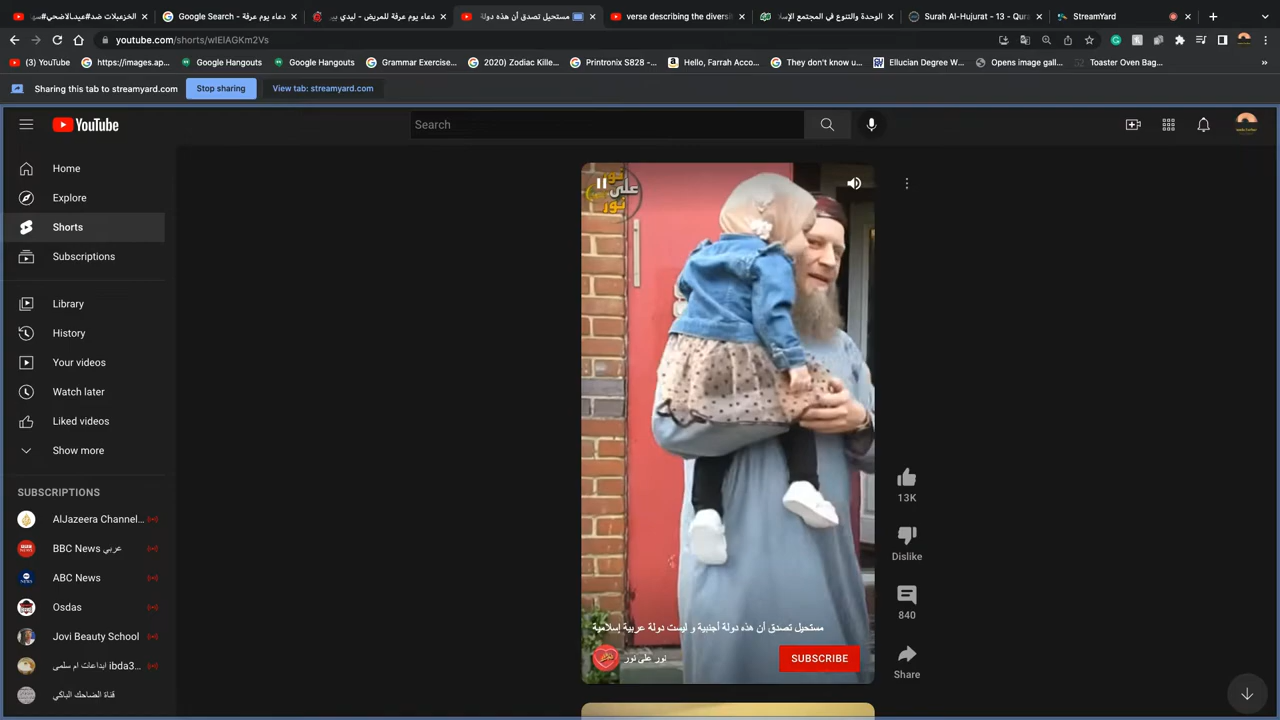 الخزعبلات ضد#عيدالاضحي#سه
Google Search - دعاء يوم عرفة
دعاء يوم عرفة للمريض - ليدي بير
مستحيل تصدق أن هذه دولة
verse describing the diversi
الوحدة والتنوع في المجتمع الإسلا
Surah Al-Hujurat - 13 - Qura
StreamYard
youtube.com/shorts/wIEIAGKm2Vs
(3) YouTube
https://images.ap...
Google Hangouts
Google Hangouts
Grammar Exercise...
2020) Zodiac Kille...
Printronix S828 -...
Hello, Farrah Acco...
They don't know u...
Ellucian Degree W...
Opens image gall...
Toaster Oven Bag...
Sharing this tab to streamyard.com
Stop sharing
View tab: streamyard.com
YouTube
Search
Home
Explore
Shorts
Subscriptions
Library
History
Your videos
Watch later
Liked videos
Show more
SUBSCRIPTIONS
AlJazeera Channel...
BBC News عربي
ABC News
Osdas
Jovi Beauty School
ibda3... ابداعات ام سلمى
قناة الضاحك الباكي
نور
على
نور
13K
Dislike
840
Share
مستحيل تصدق أن هذه دولة أجنبية و ليست دولة عربية إسلامية
نور على نور
SUBSCRIBE